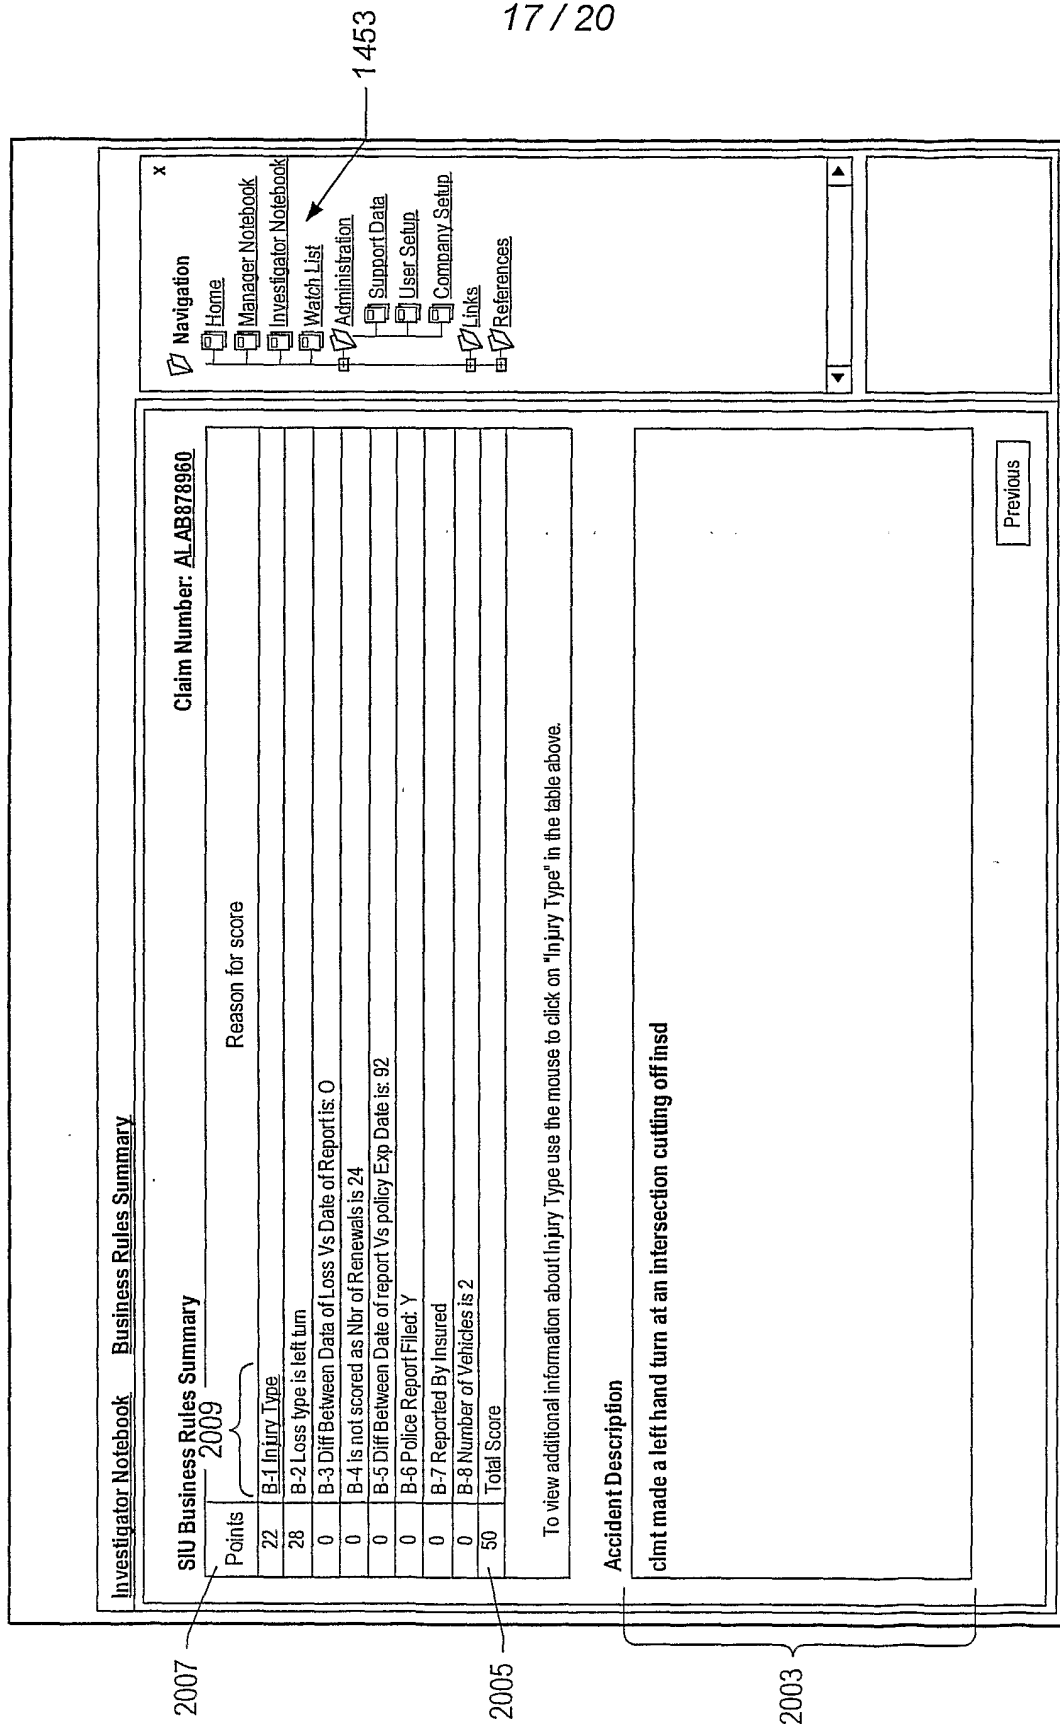 17 / 20
1453
Investigator Notebook Business Rules Summary
SIU Business Rules Summary
Claim Number: ALAB878960
2007
2009
Points
Reason for score
22 B-1 Injury Type
28 B-2 Loss type is left turn
0 B-3 Diff Between Data of Loss Vs Date of Report is: O
0 B-4 is not scored as Nbr of Renewals is 24
0 B-5 Diff Between Date of report Vs policy Exp Date is: 92
0 B-6 Police Report Filed: Y
0 B-7 Reported By Insured
0 B-8 Number of Vehicles is 2
50 Total Score
2005
To view additional information about Injury Type use the mouse to click on "Injury Type" in the table above.
Accident Description
clmt made a left hand turn at an intersection cutting off insd
2003
Previous
Navigation
x
Home
Manager Notebook
Investigator Notebook
Watch List
Administration
Support Data
User Setup
Company Setup
Links
References